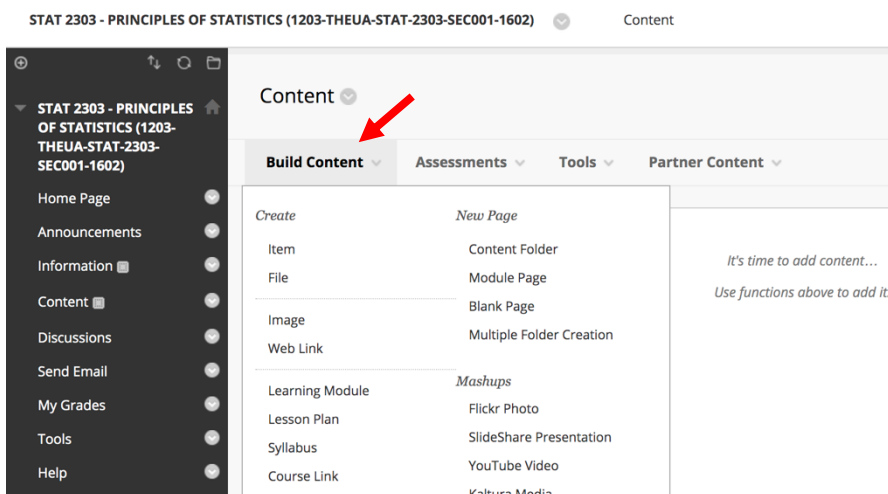 STAT 2303 - PRINCIPLES OF STATISTICS (1203-THEUA-STAT-2303-SEC001-1602)
Content
STAT 2303 - PRINCIPLES
OF STATISTICS (1203-
THEUA-STAT-2303-
SEC001-1602)
Home Page
Announcements
Information
Content
Discussions
Send Email
My Grades
Tools
Help
Content
Build Content
Assessments
Tools
Partner Content
Create
Item
File
Image
Web Link
Learning Module
Lesson Plan
Syllabus
Course Link
New Page
Content Folder
Module Page
Blank Page
Multiple Folder Creation
Mashups
Flickr Photo
SlideShare Presentation
YouTube Video
Kaltura Media
It's time to add content...
Use functions above to add it.